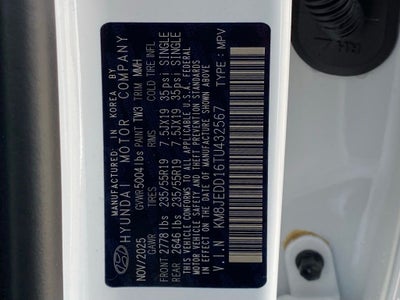 MANUFACTURED IN KOREA BY
HYUNDAI MOTOR COMPANY
NOV/2025 GVWR 5004 lbs PAINT TW3 TRIM MMH
GAWR TIRES RIMS COLD TIRE INFL
FRONT 2778 lbs 235/55R19 7.5JX19 35psi SINGLE
REAR 2646 lbs 235/55R19 7.5JX19 35psi SINGLE
THIS VEHICLE CONFORMS TO ALL APPLICABLE U.S.A FEDERAL
MOTOR VEHICLE SAFETY AND THEFT PREVENTION STANDARDS
IN EFFECT ON THE DATE OF MANUFACTURE SHOWN ABOVE.
V.I.N KM8JEDD16TU432567 TYPE : MPV